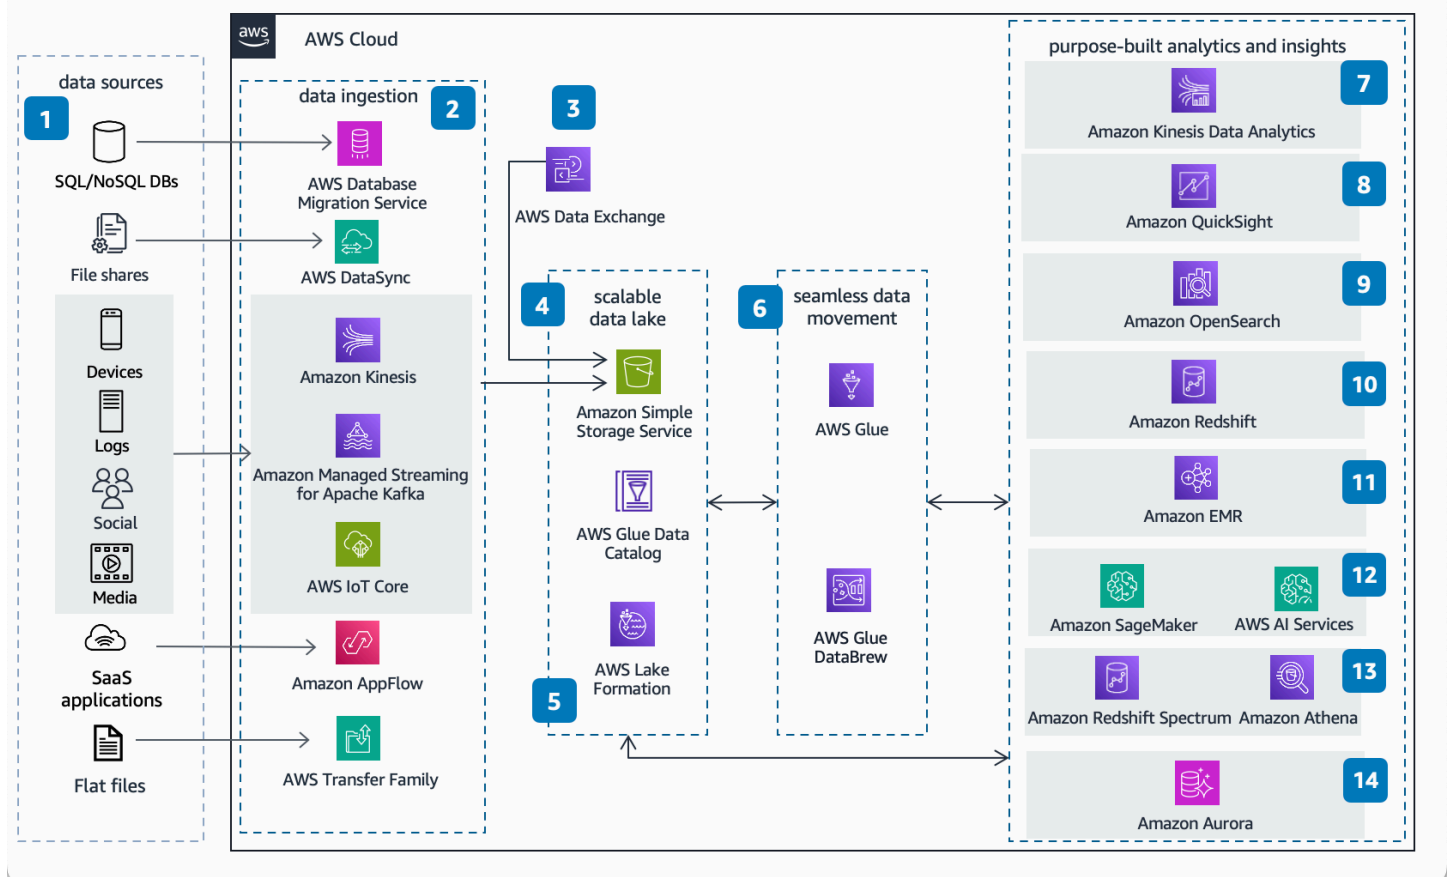 aws
AWS Cloud
data sources
1
SQL/NoSQL DBs
File shares
Devices
Logs
Social
Media
SaaS
applications
Flat files
data ingestion
2
AWS Database
Migration Service
AWS DataSync
Amazon Kinesis
Amazon Managed Streaming
for Apache Kafka
AWS IoT Core
Amazon AppFlow
AWS Transfer Family
3
AWS Data Exchange
4
scalable
data lake
Amazon Simple
Storage Service
AWS Glue Data
Catalog
AWS Lake
Formation
5
6
seamless data
movement
AWS Glue
AWS Glue
DataBrew
purpose-built analytics and insights
7
Amazon Kinesis Data Analytics
8
Amazon QuickSight
9
Amazon OpenSearch
10
Amazon Redshift
11
Amazon EMR
12
Amazon SageMaker
AWS AI Services
13
Amazon Redshift Spectrum
Amazon Athena
14
Amazon Aurora